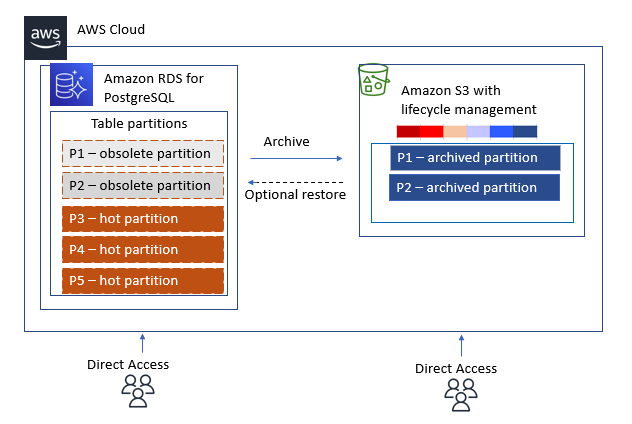 aws
AWS Cloud
Amazon RDS for
PostgreSQL
Table partitions
P1 – obsolete partition
P2 – obsolete partition
P3 – hot partition
P4 – hot partition
P5 – hot partition
Archive
Optional restore
Amazon S3 with
lifecycle management
P1 – archived partition
P2 – archived partition
Direct Access
Direct Access